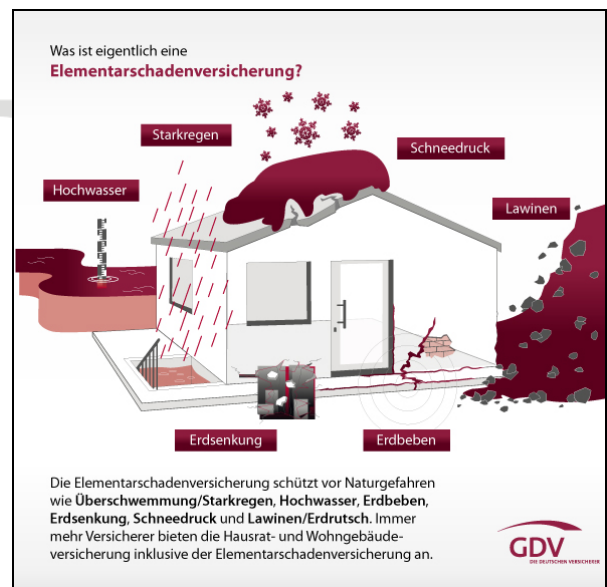 Was ist eigentlich eine
Elementarschadenversicherung?
Starkregen
Schneedruck
Hochwasser
Lawinen
Erdsenkung
Erdbeben
Die Elementarschadenversicherung schützt vor Naturgefahren
wie Überschwemmung/Starkregen, Hochwasser, Erdbeben,
Erdsenkung, Schneedruck und Lawinen/Erdrutsch. Immer
mehr Versicherer bieten die Hausrat- und Wohngebäude-
versicherung inklusive der Elementarschadenversicherung an.
GDV
DIE DEUTSCHEN VERSICHERER